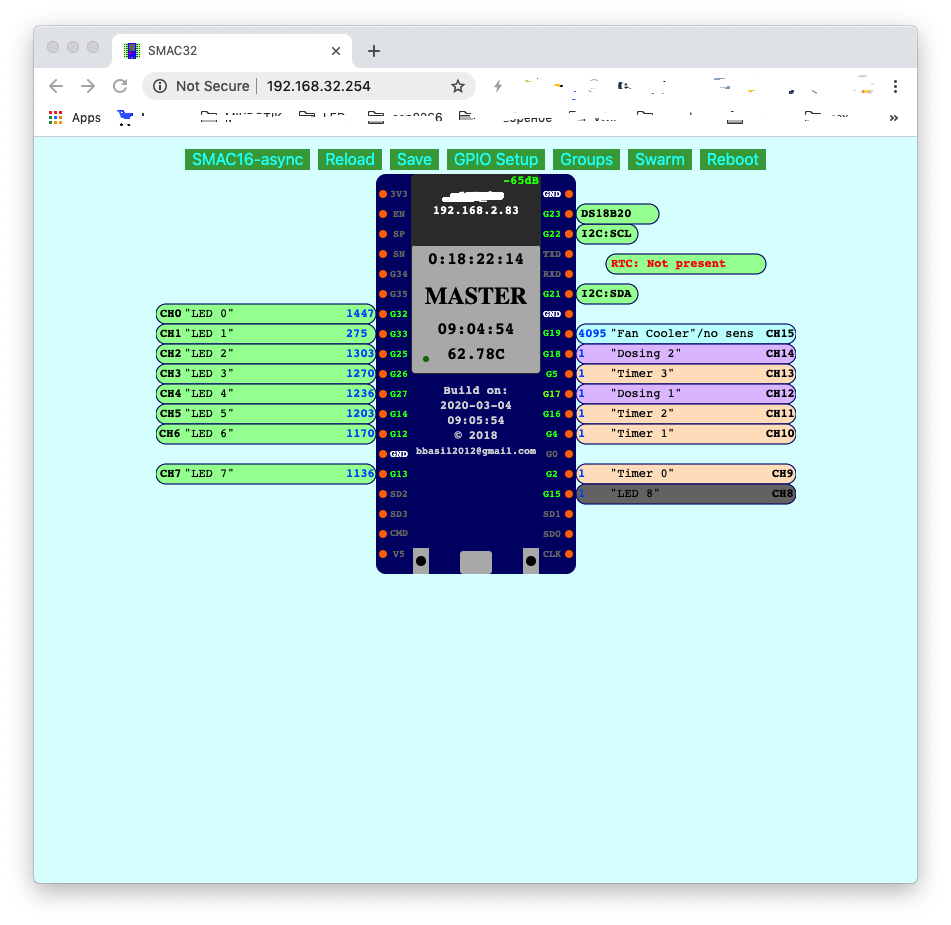 SMAC32
Not Secure 192.168.32.254
Apps
»
SMAC16-async Reload Save GPIO Setup Groups Swarm Reboot
-65dB
3V3 GND
192.168.2.83
EN G23 DS18B20
SP G22 I2C:SCL
SN 0:18:22:14 TXD
RTC: Not present
G34 RXD
G35 MASTER G21 I2C:SDA
CH0 "LED 0" 1447 G32 GND
CH1 "LED 1" 275 G33 09:04:54 G19 4095 "Fan Cooler"/no sens CH15
CH2 "LED 2" 1303 G25 62.78C G18 1 "Dosing 2" CH14
CH3 "LED 3" 1270 G26 G5 1 "Timer 3" CH13
CH4 "LED 4" 1236 G27 Build on: G17 1 "Dosing 1" CH12
2020-03-04
CH5 "LED 5" 1203 G14 09:05:54 G16 1 "Timer 2" CH11
CH6 "LED 6" 1170 G12 © 2018 G4 1 "Timer 1" CH10
GND bbasil2012@gmail.com G0
CH7 "LED 7" 1136 G13 G2 1 "Timer 0" CH9
SD2 G15 1 "LED 8" CH8
SD3 SD1
CMD SD0
V5 CLK